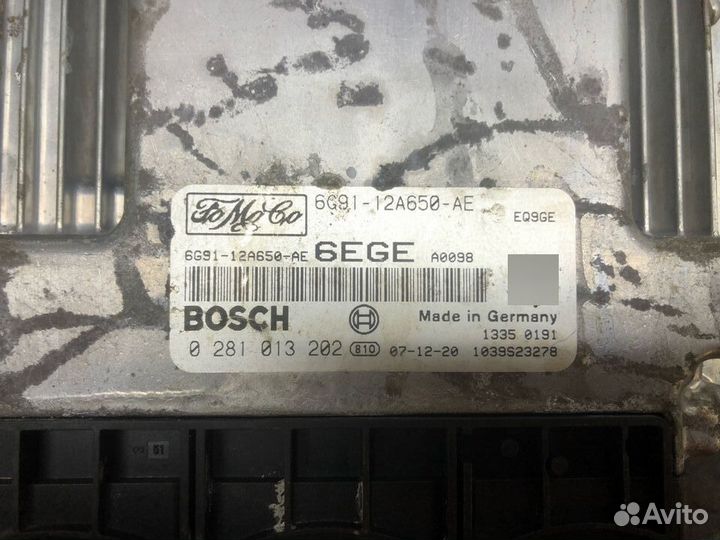 FoMoCo 6G91-12A650-AE
EQ9GE
6G91-12A650-AE 6EGE A0098
BOSCH Made in Germany
1335 0191
0 281 013 202 810 07-12-20 1039S23278
51
Avito